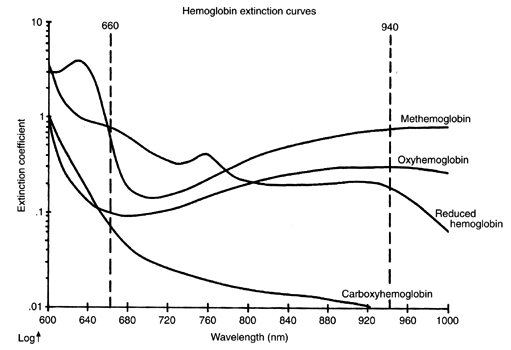 Hemoglobin extinction curves
660
940
10
1
.1
.01
Extinction coefficient
Methemoglobin
Oxyhemoglobin
Reduced
hemoglobin
Carboxyhemoglobin
600 640 680 720 760 800 840 880 920 960 1000
Log↑
Wavelength (nm)